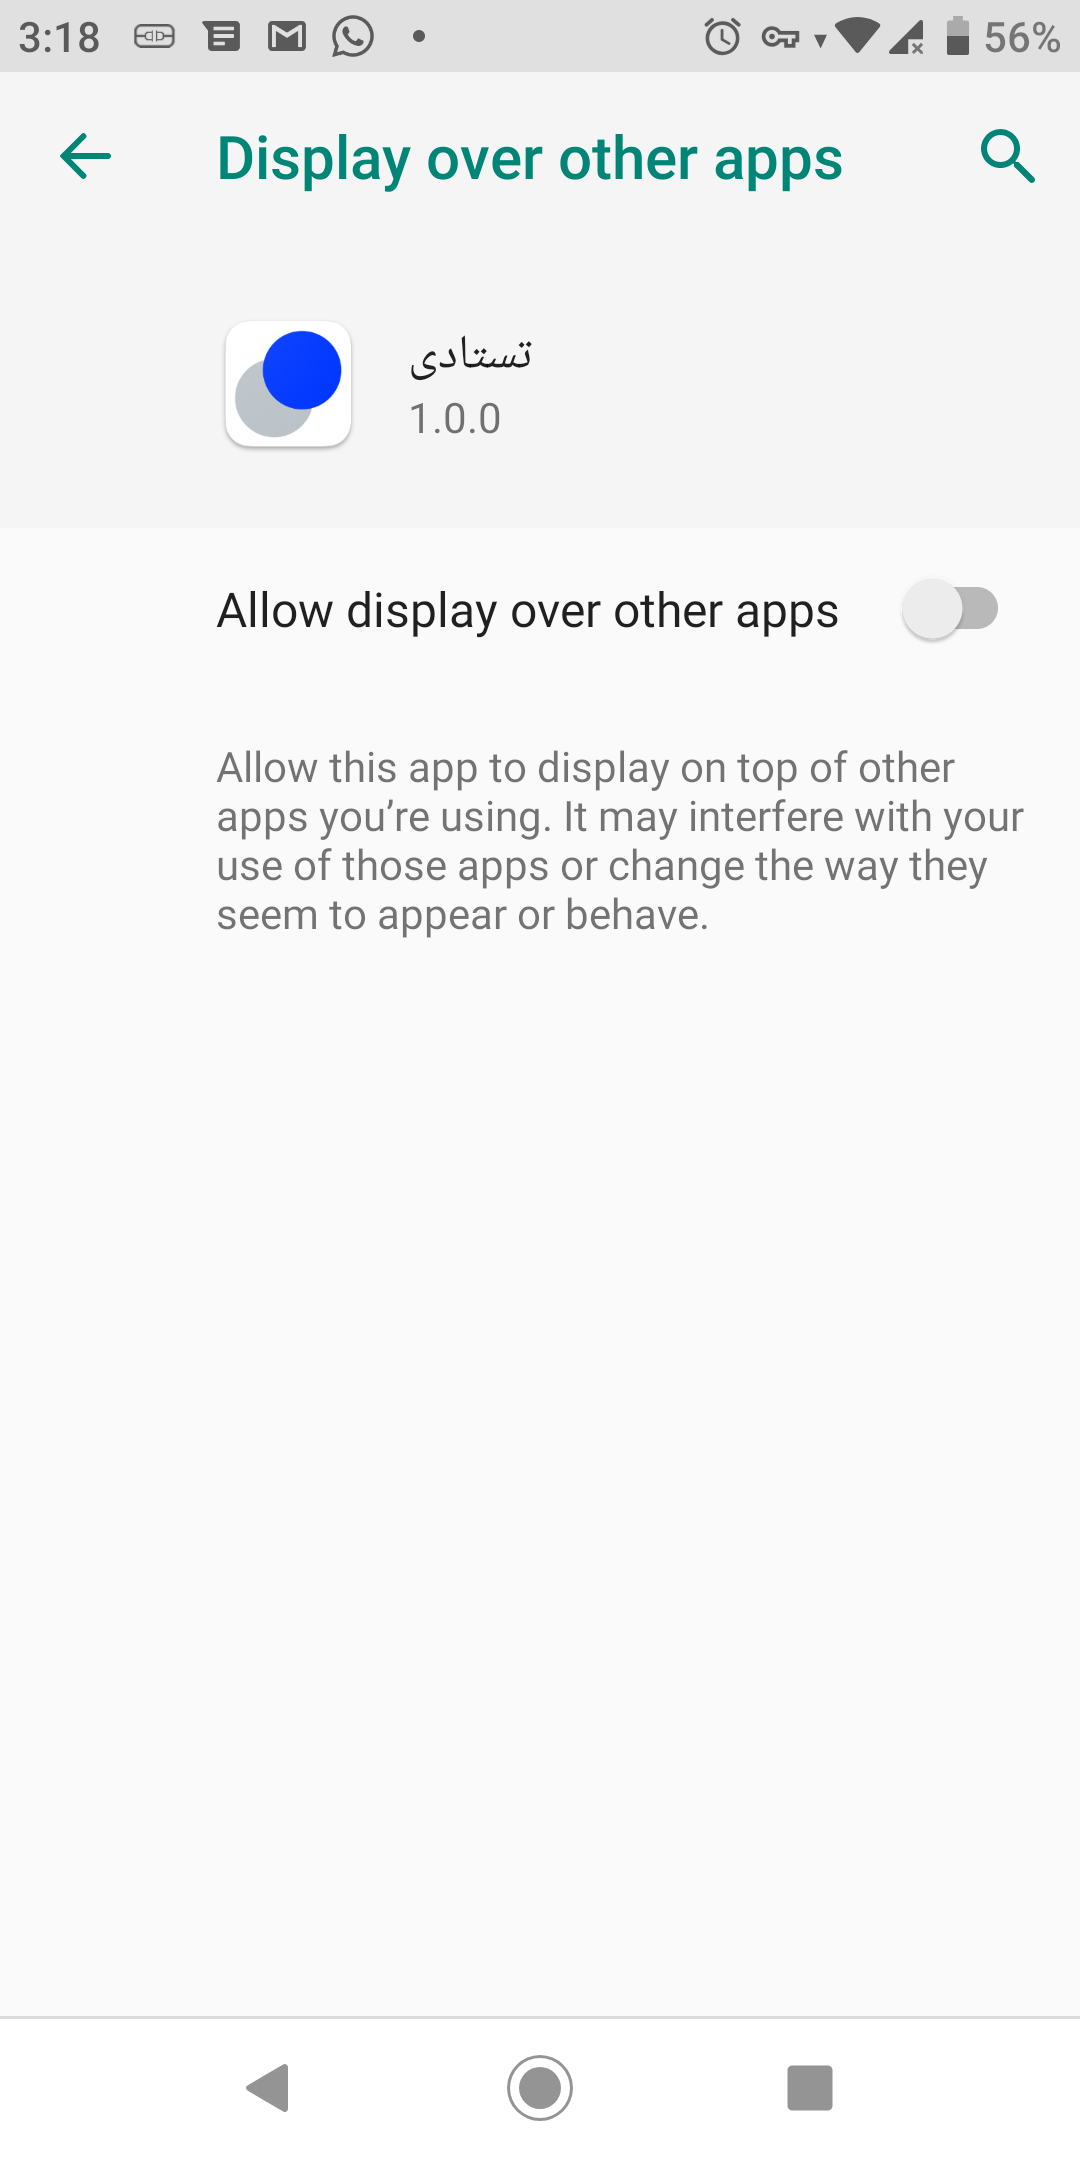 3:18
56%
Display over other apps
تستادی
1.0.0
Allow display over other apps
Allow this app to display on top of other
apps you’re using. It may interfere with your
use of those apps or change the way they
seem to appear or behave.